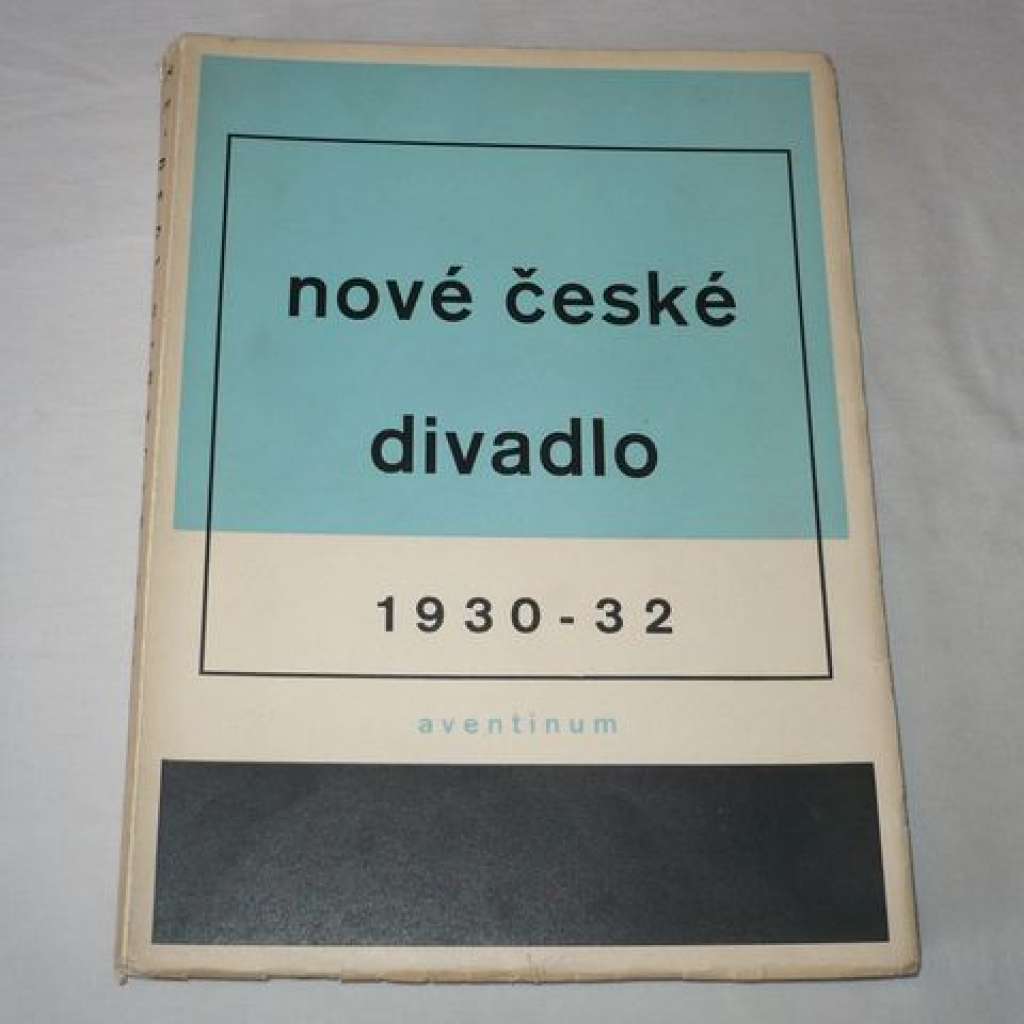 nové české
divadlo
1930-32
aventinum